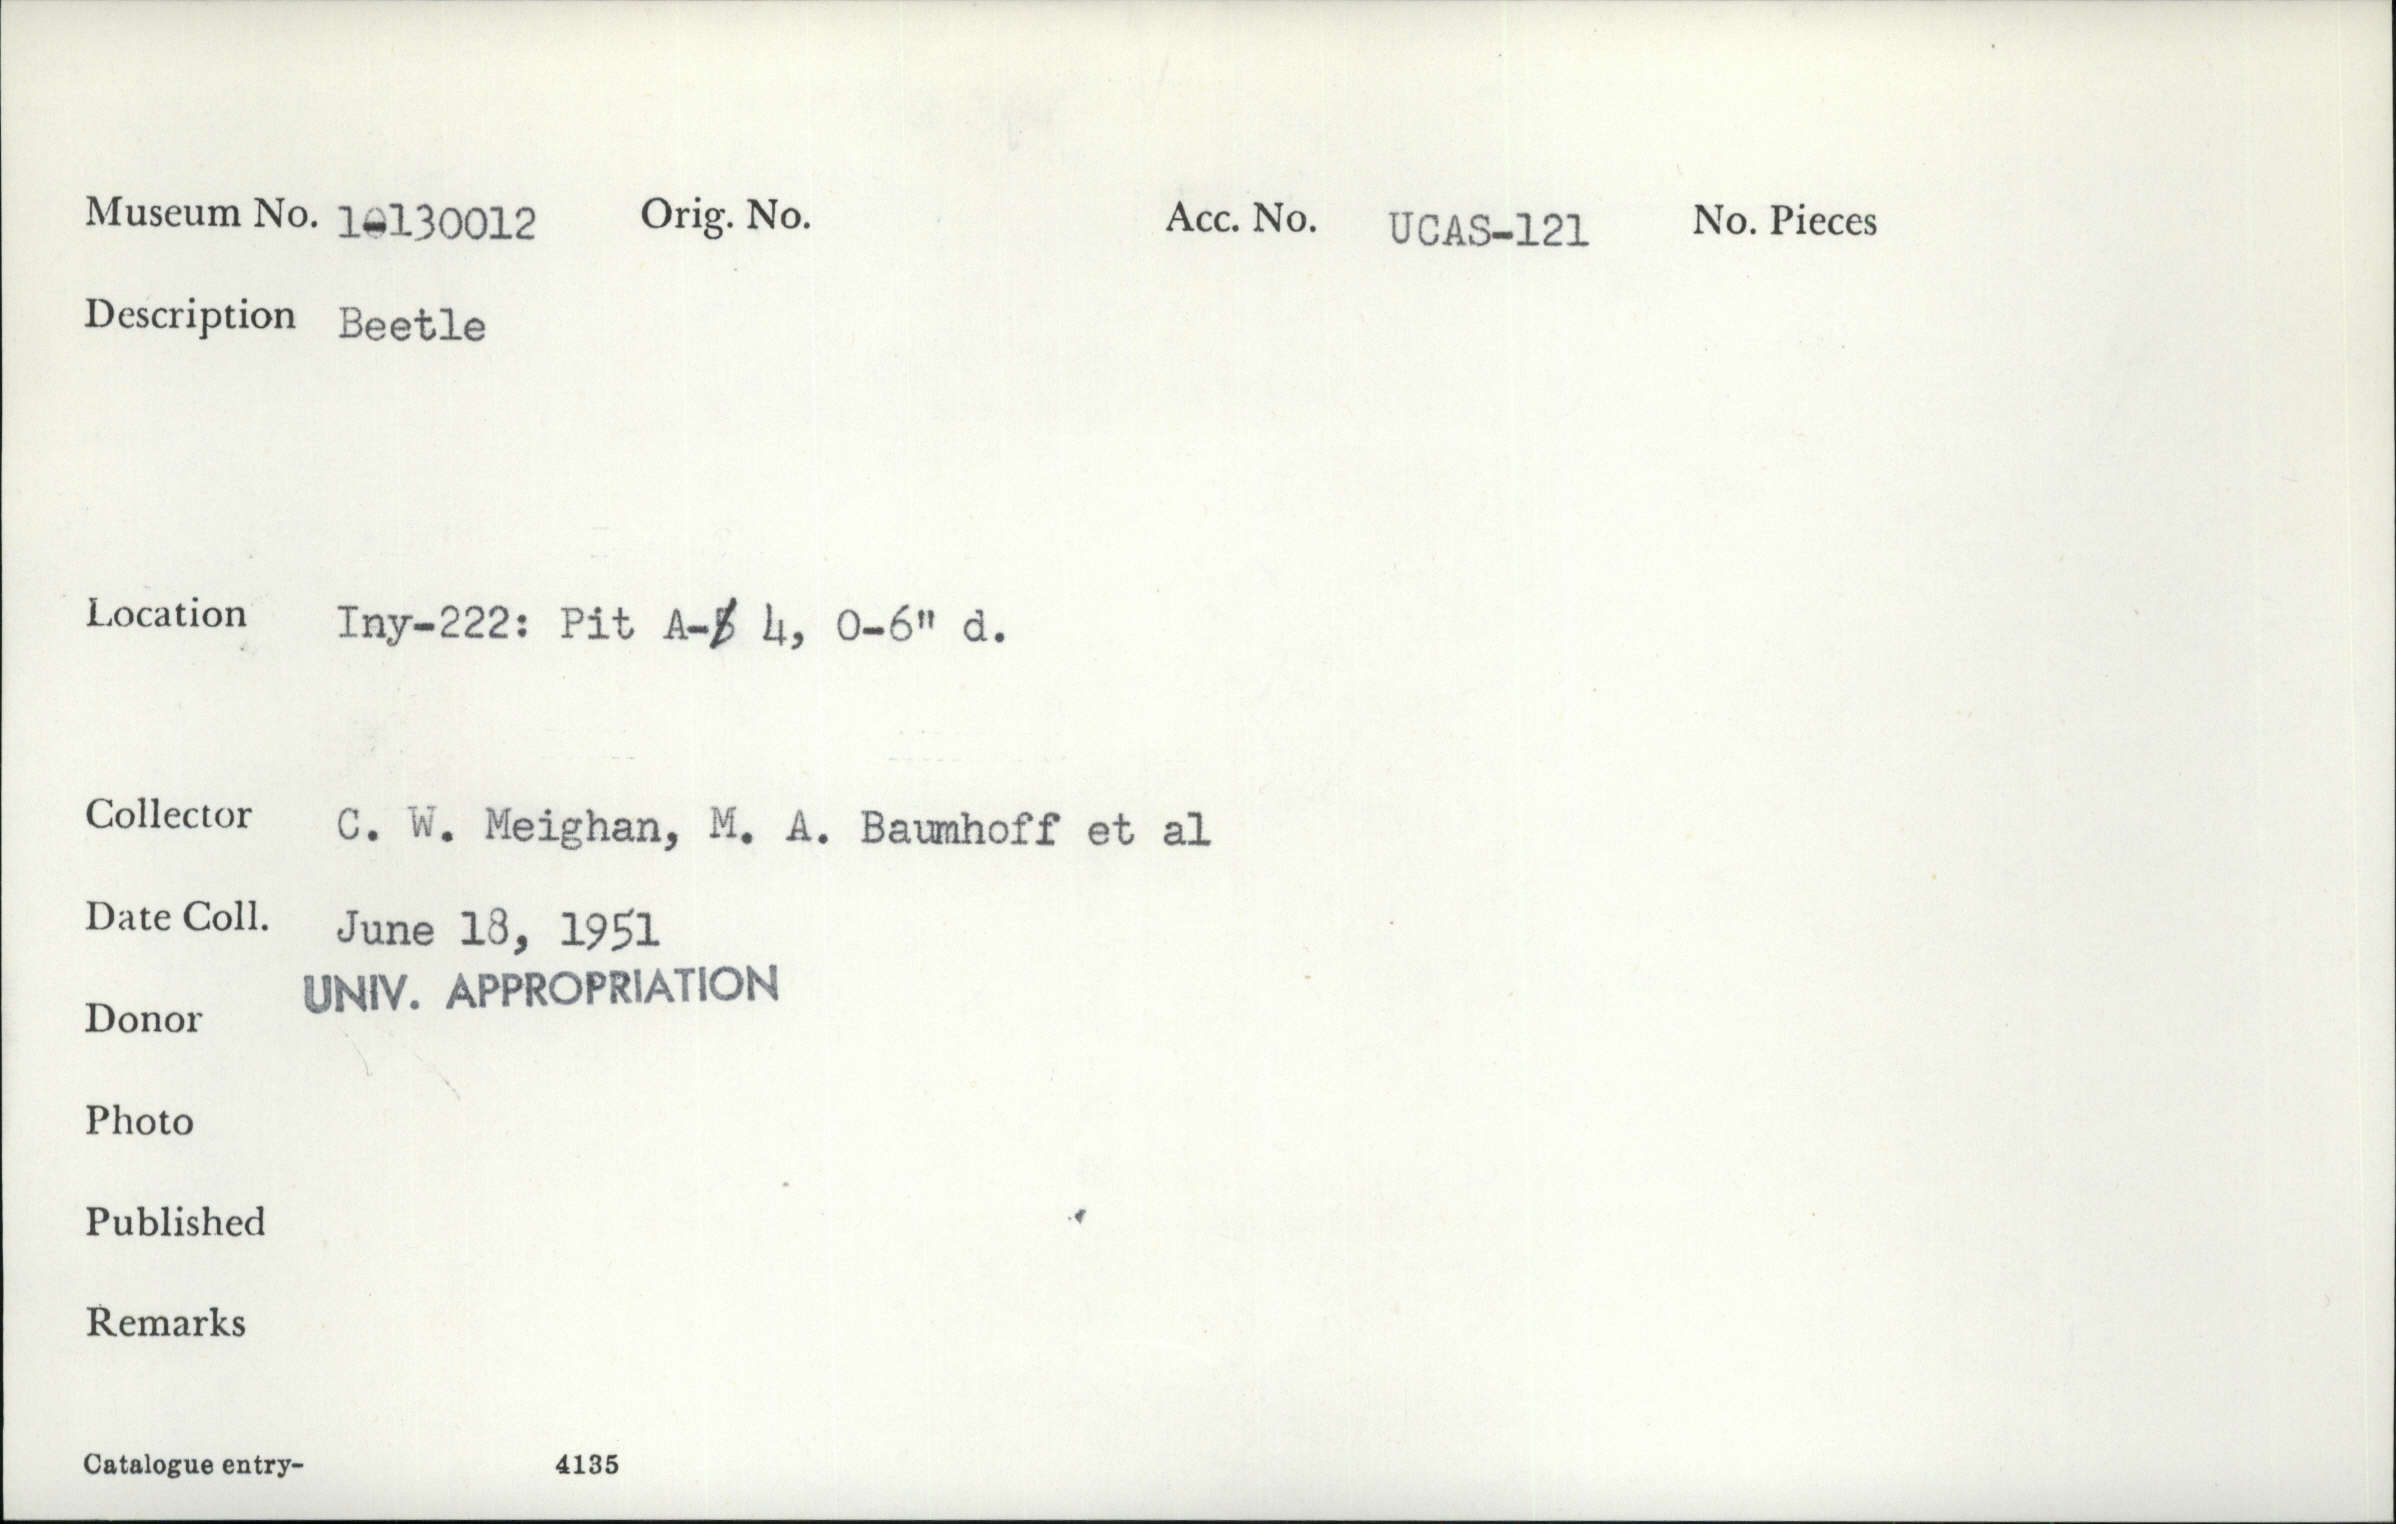 Museum No. 1-130012 Orig. No. Acc. No. UCAS-121 No. Pieces
Description Beetle
Location Iny-222: Pit A-5 4, 0-6" d.
Collector C. W. Meighan, M. A. Baumhoff et al
Date Coll. June 18, 1951
UNIV. APPROPRIATION
Donor
Photo
Published
Remarks
Catalogue entry- 4135